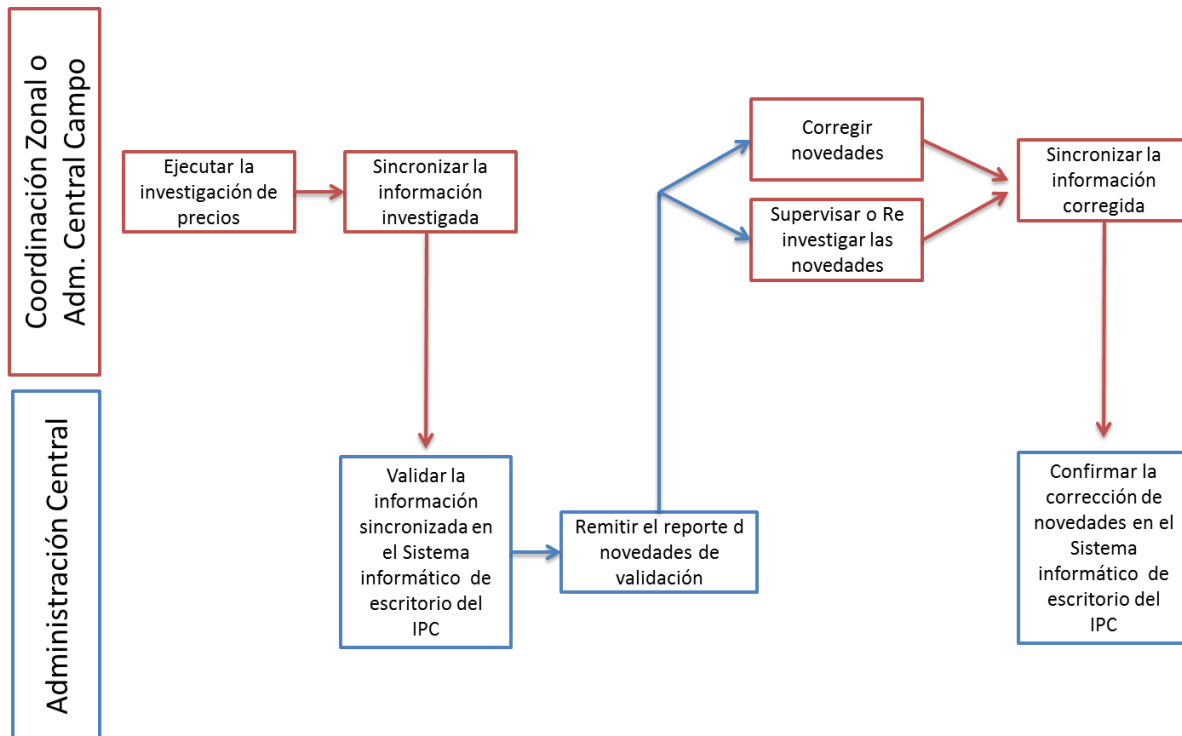 Coordinación Zonal o
Adm. Central Campo
Ejecutar la
investigación de
precios
Sincronizar la
información
investigada
Corregir
novedades
Supervisar o Re
investigar las
novedades
Sincronizar la
información
corregida
Administración Central
Validar la
información
sincronizada en
el Sistema
informático de
escritorio del
IPC
Remitir el reporte d
novedades de
validación
Confirmar la
corrección de
novedades en el
Sistema
informático de
escritorio del
IPC